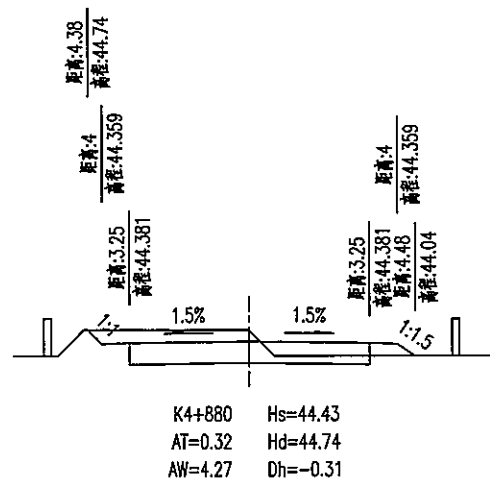 距离:4.38
高程:44.74
距离:4
高程:44.359
距离:4
高程:44.359
距离:3.25
高程:44.381
距离:3.25
高程:44.381
距离:4.48
高程:44.04
1:1
1.5%
1.5%
1:1.5
K4+880 Hs=44.43
AT=0.32 Hd=44.74
AW=4.27 Dh=-0.31